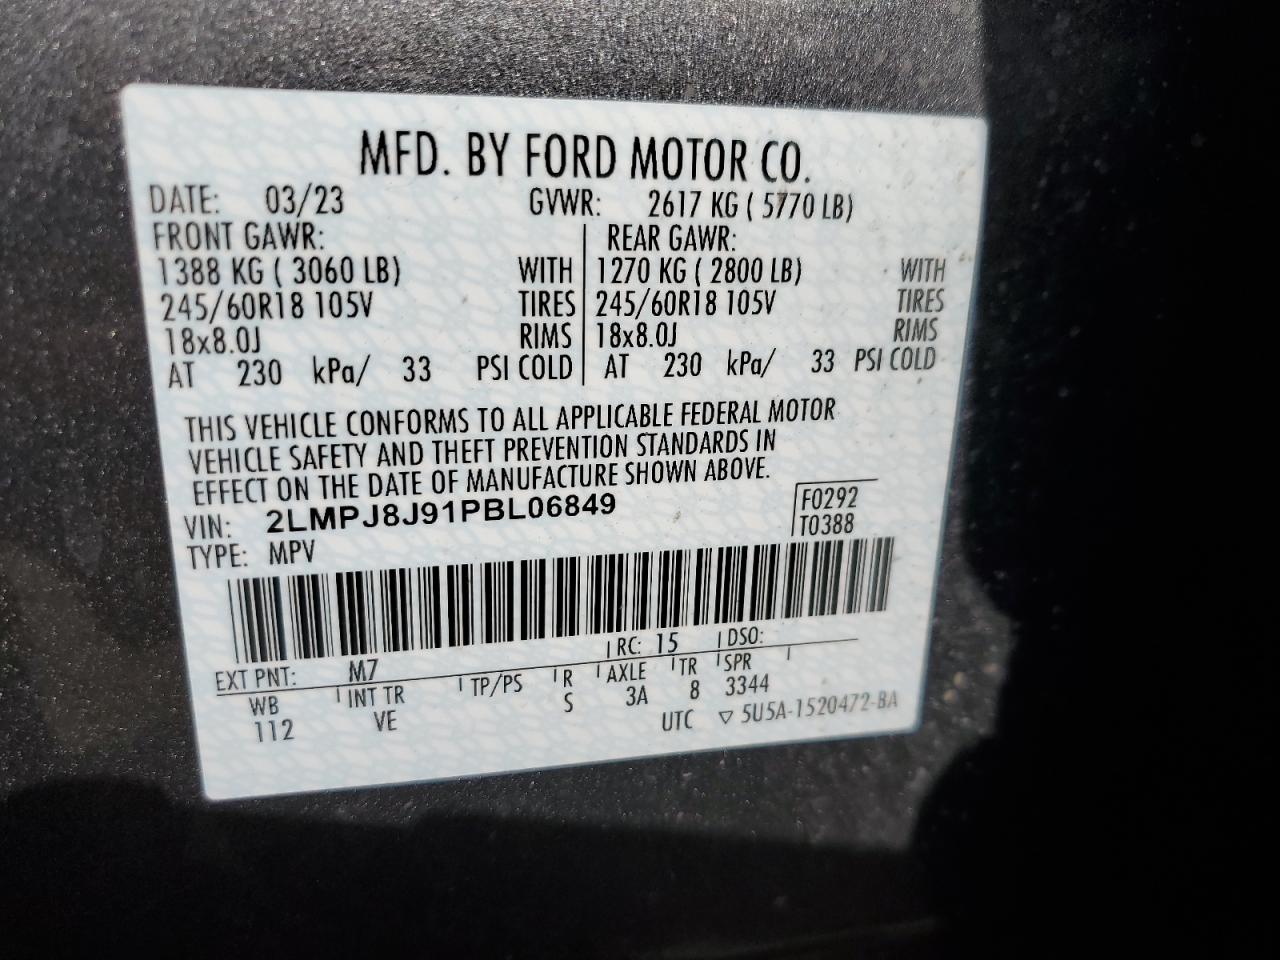 MFD. BY FORD MOTOR CO.
DATE: 03/23 GVWR: 2617 KG ( 5770 LB)
FRONT GAWR: REAR GAWR:
1388 KG ( 3060 LB) WITH 1270 KG ( 2800 LB) WITH
245/60R18 105V TIRES 245/60R18 105V TIRES
18x8.0J RIMS 18x8.0J RIMS
AT 230 kPa/ 33 PSI COLD AT 230 kPa/ 33 PSI COLD
THIS VEHICLE CONFORMS TO ALL APPLICABLE FEDERAL MOTOR
VEHICLE SAFETY AND THEFT PREVENTION STANDARDS IN
EFFECT ON THE DATE OF MANUFACTURE SHOWN ABOVE.
VIN: 2LMPJ8J91PBL06849 F0292
TYPE: MPV T0388
EXT PNT: M7 RC: 15 DSO:
WB INT TR TP/PS R AXLE TR SPR
112 VE S 3A 8 3344
UTC ▽ 5U5A-1520472-BA